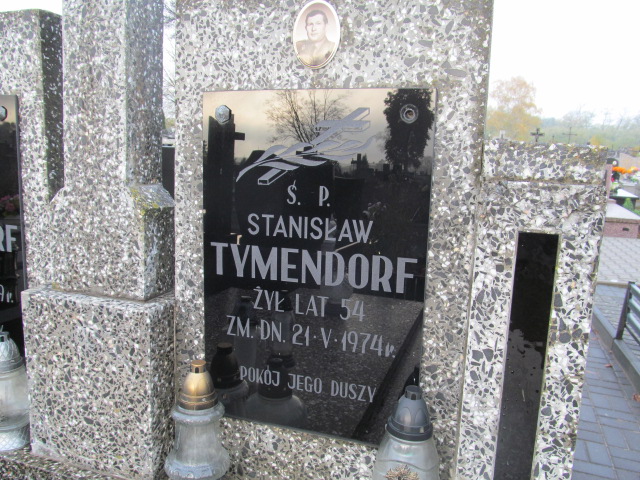 Ś. P.
STANISŁAW
TYMENDORF
ŻYŁ LAT 54
ZM. DN. 21·V·1974 r.
POKÓJ JEGO DUSZY